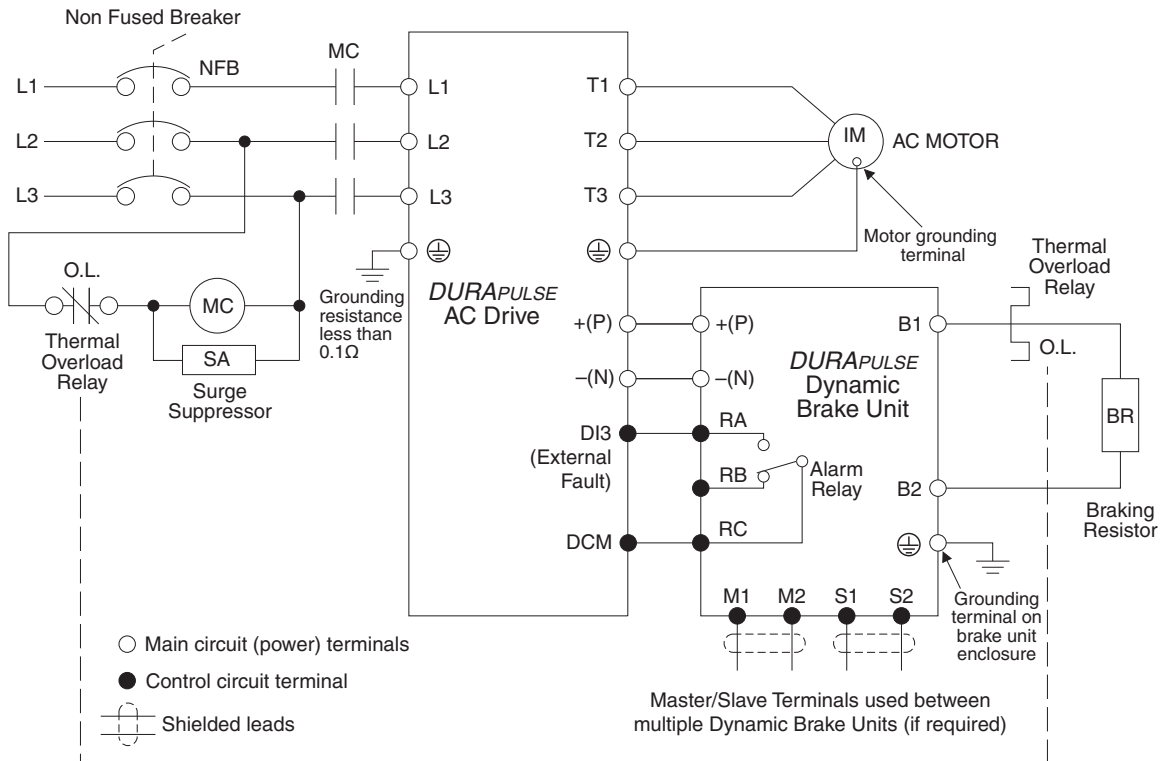 Non Fused Breaker
NFB
MC
L1
L2
L3
L1
L2
L3
T1
T2
T3
IM
AC MOTOR
Motor grounding
terminal
O.L.
MC
SA
Thermal
Overload
Relay
Surge
Suppressor
Grounding
resistance
less than
0.1Ω
DURAPULSE
AC Drive
+(P)
–(N)
DI3
(External
Fault)
DCM
+(P)
–(N)
RA
RB
RC
Alarm
Relay
DURAPULSE
Dynamic
Brake Unit
B1
B2
Thermal
Overload
Relay
O.L.
BR
Braking
Resistor
M1 M2 S1 S2
Grounding
terminal on
brake unit
enclosure
Master/Slave Terminals used between
multiple Dynamic Brake Units (if required)
Main circuit (power) terminals
Control circuit terminal
Shielded leads